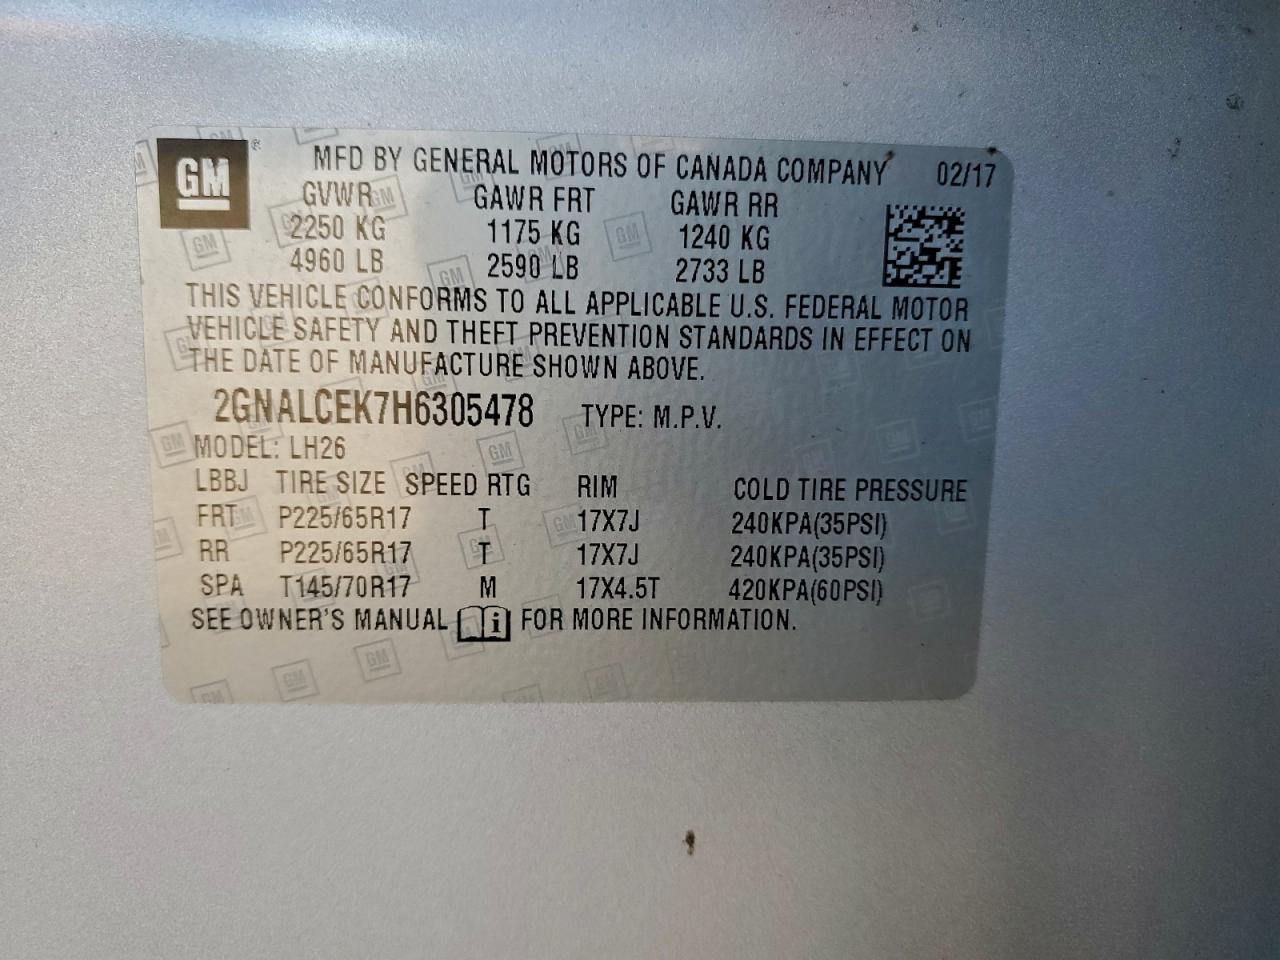 GM ® MFD BY GENERAL MOTORS OF CANADA COMPANY 02/17
GVWR GAWR FRT GAWR RR
2250 KG 1175 KG 1240 KG
4960 LB 2590 LB 2733 LB
THIS VEHICLE CONFORMS TO ALL APPLICABLE U.S. FEDERAL MOTOR
VEHICLE SAFETY AND THEFT PREVENTION STANDARDS IN EFFECT ON
THE DATE OF MANUFACTURE SHOWN ABOVE.
2GNALCEK7H6305478 TYPE: M.P.V.
MODEL: LH26
LBBJ TIRE SIZE SPEED RTG RIM COLD TIRE PRESSURE
FRT P225/65R17 T 17X7J 240KPA(35PSI)
RR P225/65R17 T 17X7J 240KPA(35PSI)
SPA T145/70R17 M 17X4.5T 420KPA(60PSI)
SEE OWNER'S MANUAL i FOR MORE INFORMATION.